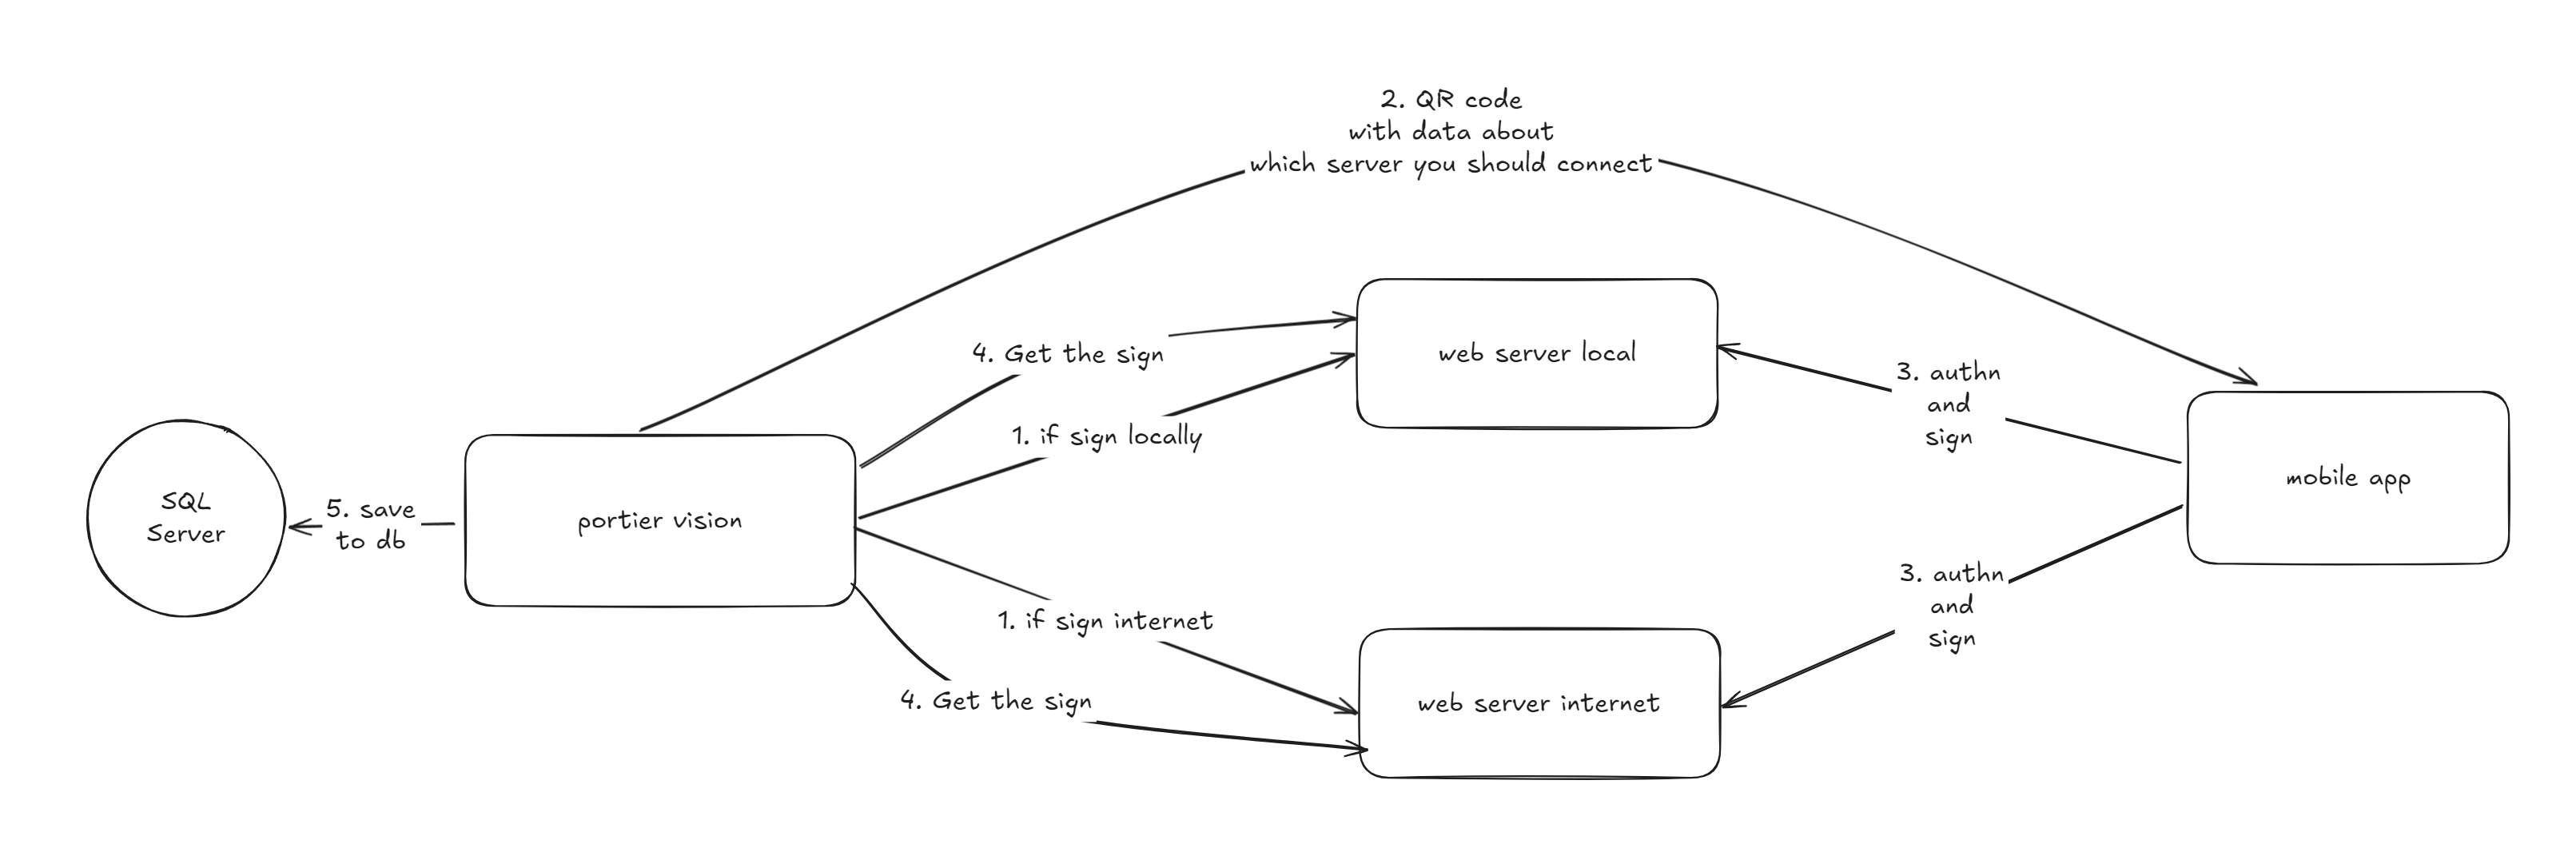 2. QR code
with data about
which server you should connect
4. Get the sign
web server local
3. authn
and
sign
1. if sign locally
mobile app
SQL
Server
5. save
to db
portier vision
1. if sign internet
3. authn
and
sign
4. Get the sign
web server internet